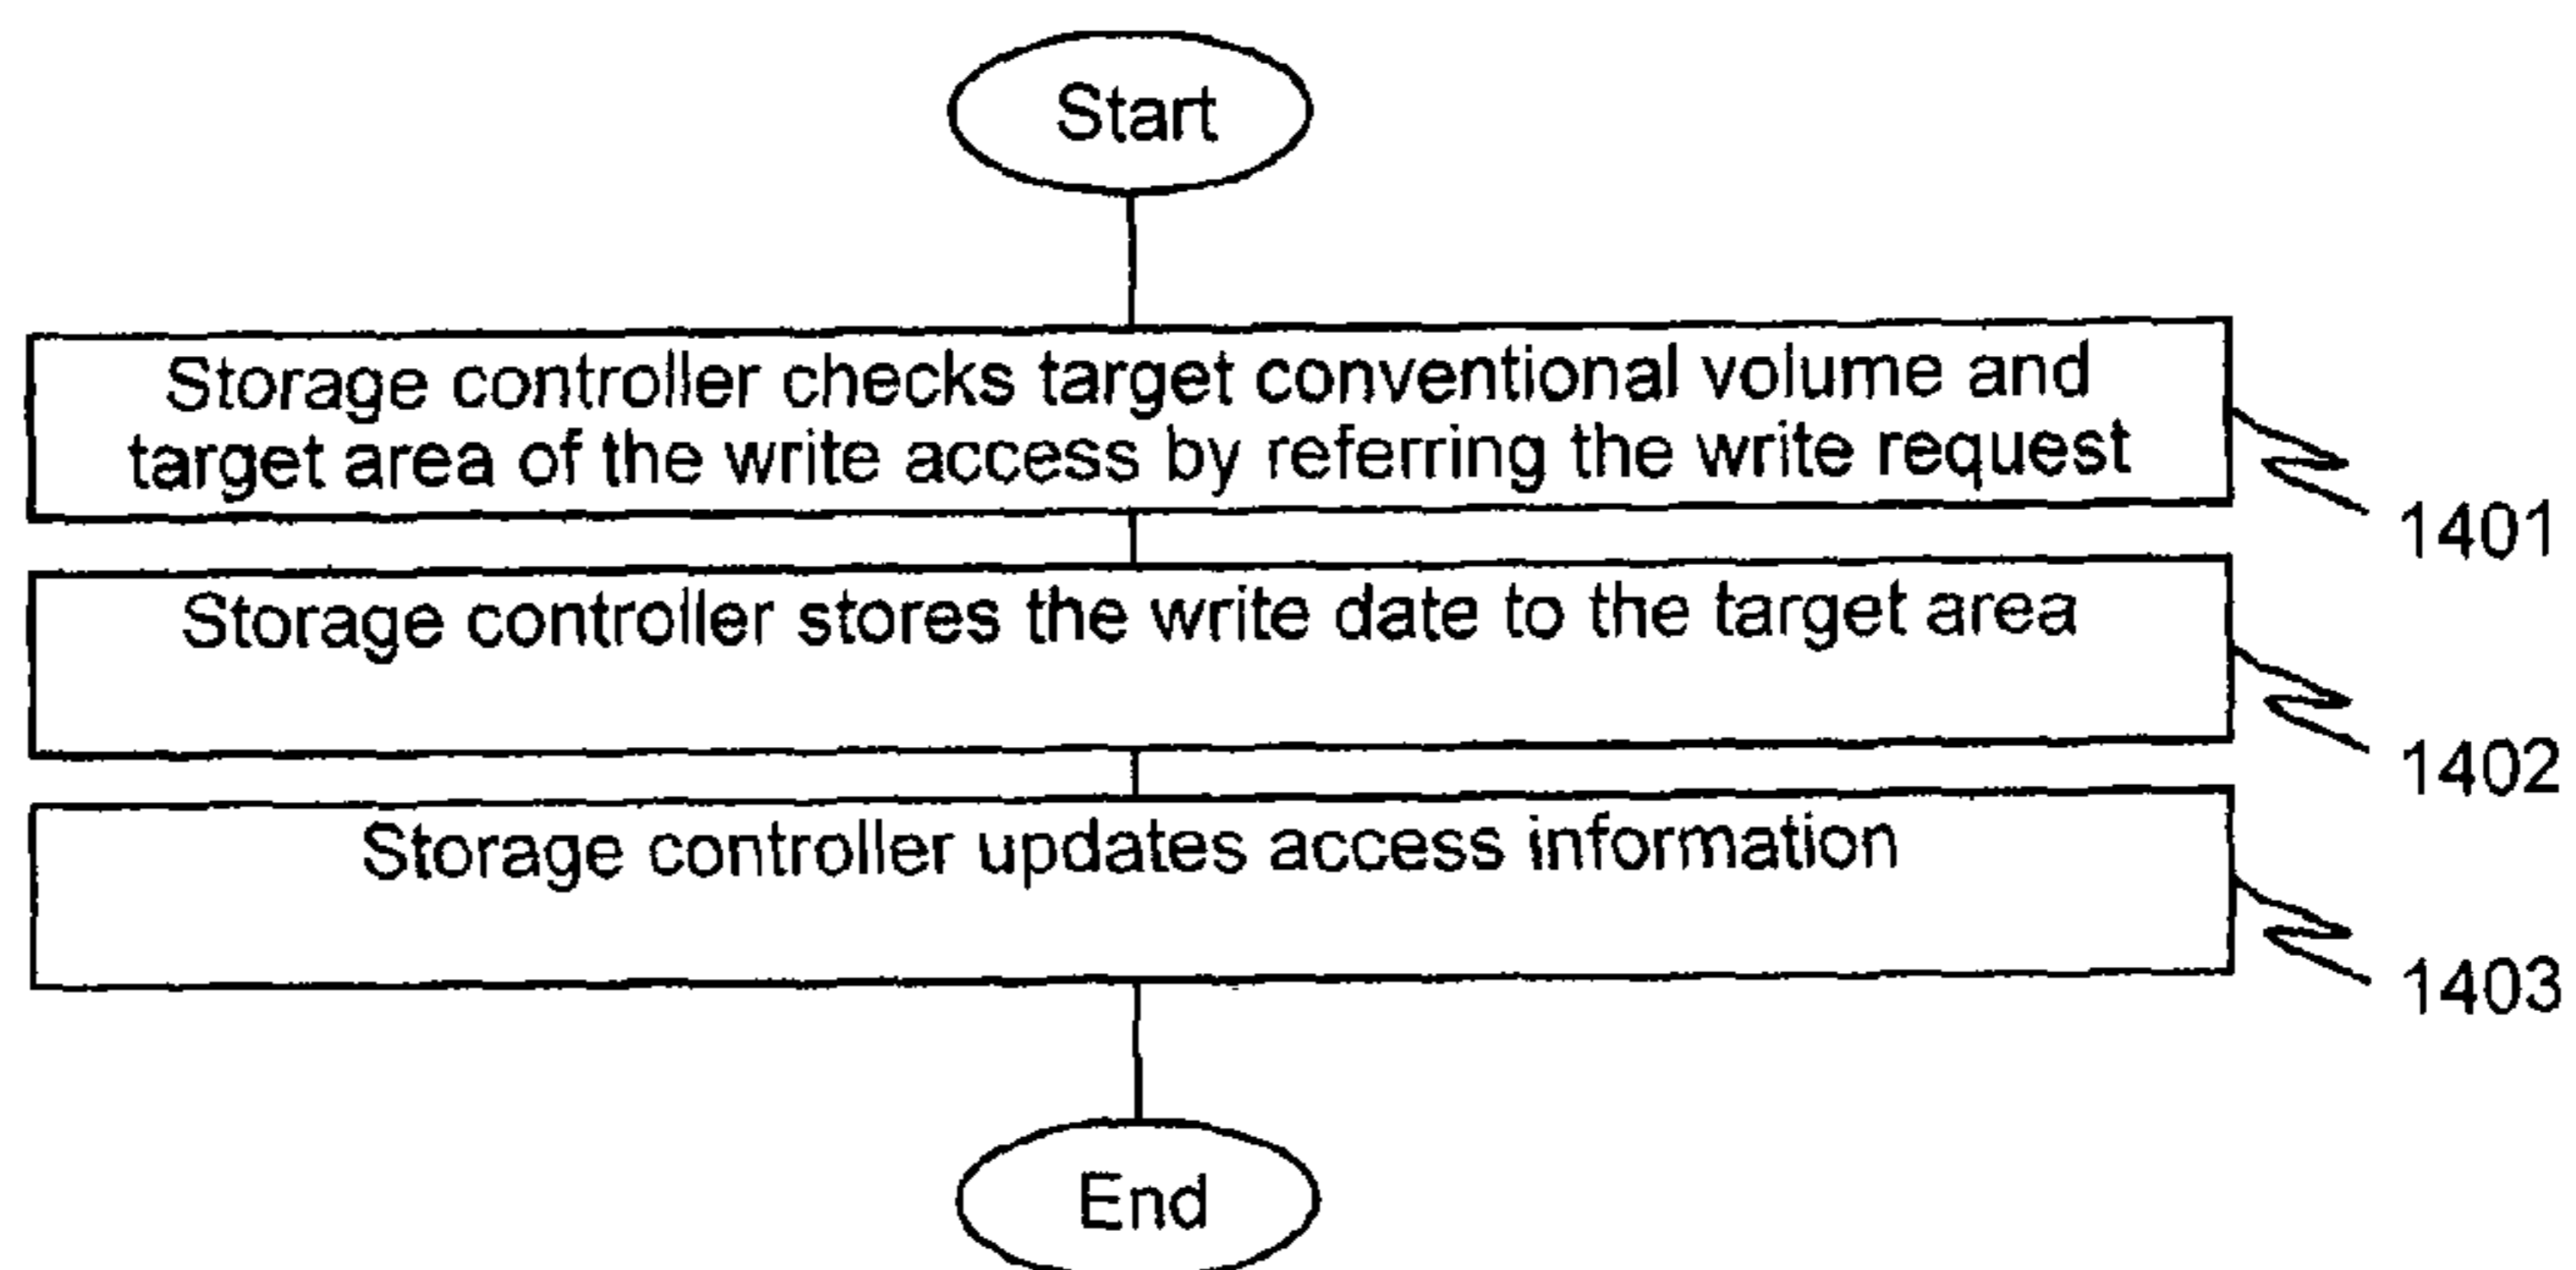 Start
Storage controller checks target conventional volume and
target area of the write access by referring the write request
1401
Storage controller stores the write date to the target area
1402
Storage controller updates access information
1403
End